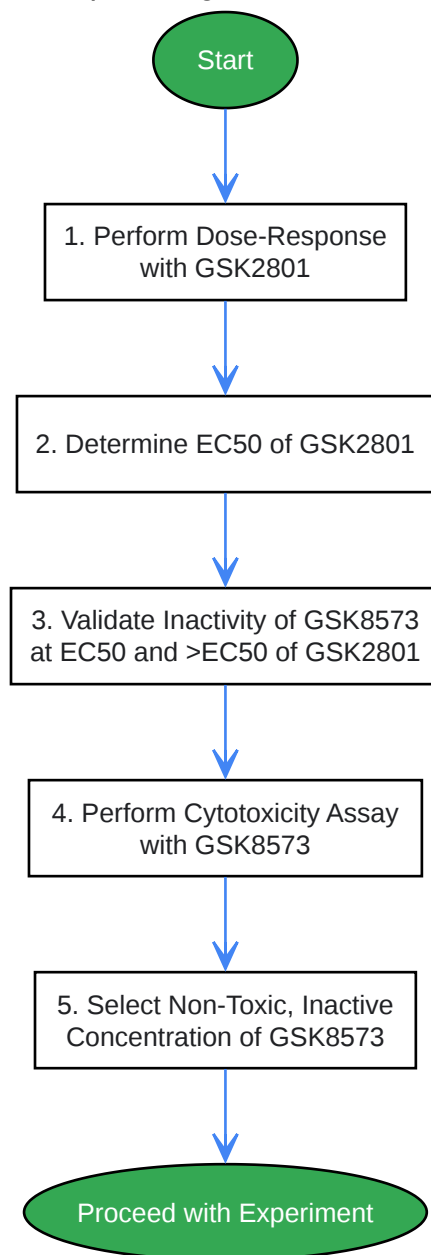 Start
1. Perform Dose-Response
with GSK2801
2. Determine EC50 of GSK2801
3. Validate Inactivity of GSK8573
at EC50 and >EC50 of GSK2801
4. Perform Cytotoxicity Assay
with GSK8573
5. Select Non-Toxic, Inactive
Concentration of GSK8573
Proceed with Experiment